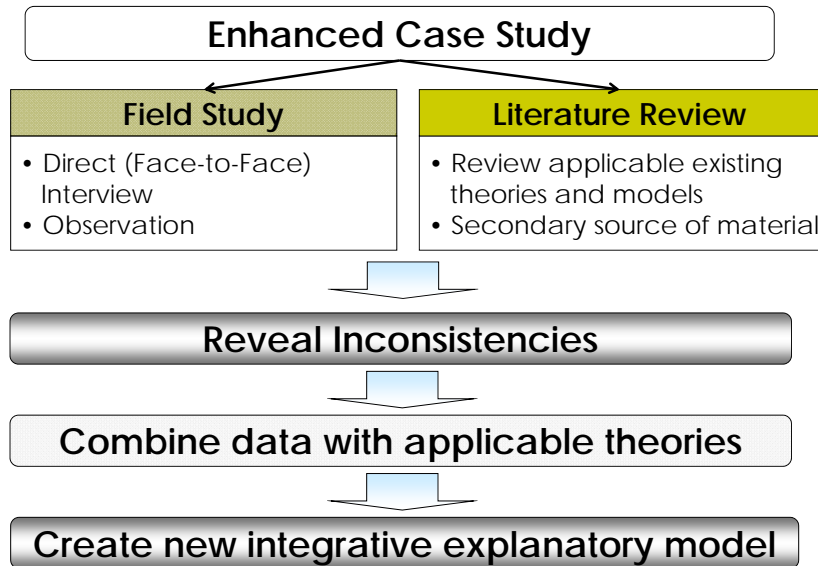 Enhanced Case Study
Field Study
• Direct (Face-to-Face)
Interview
• Observation
Literature Review
• Review applicable existing
theories and models
• Secondary source of material
Reveal Inconsistencies
Combine data with applicable theories
Create new integrative explanatory model